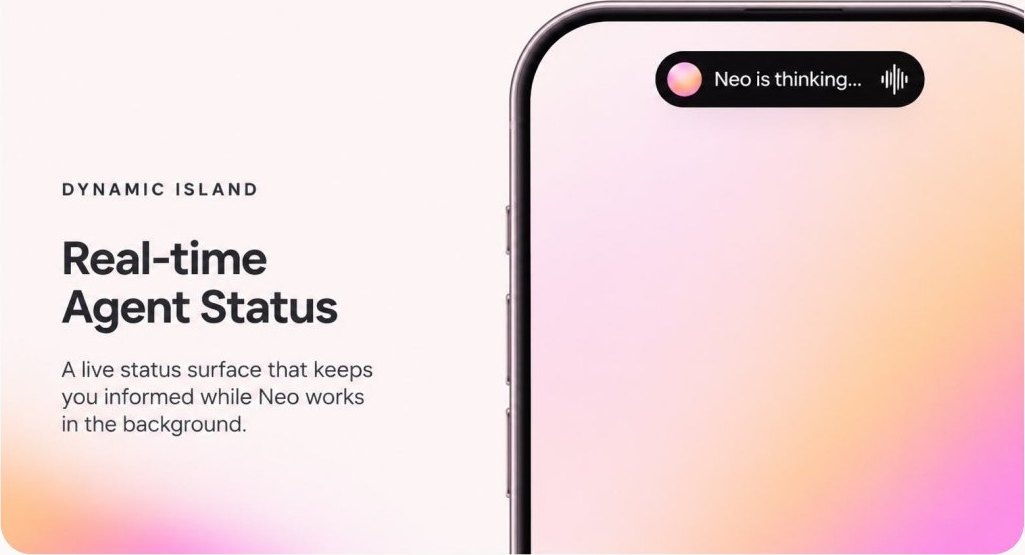 DYNAMIC ISLAND
Real-time
Agent Status
A live status surface that keeps
you informed while Neo works
in the background.
Neo is thinking...